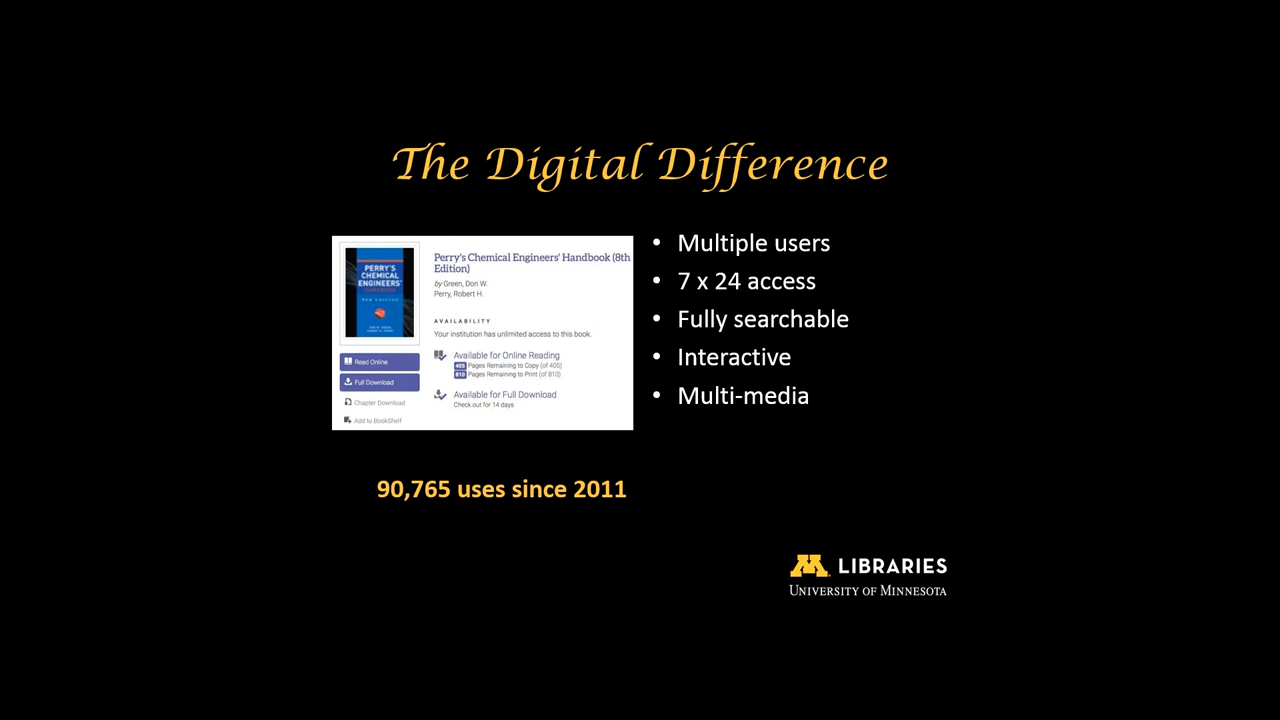 The Digital Difference
PERRY'S
CHEMICAL
ENGINEERS'
HANDBOOK
Read Online
Full Download
Chapter Download
Add to BookShelf
Perry's Chemical Engineers' Handbook (8th
Edition)
by Green, Don W.
Perry, Robert H.
AVAILABILITY
Your institution has unlimited access to this book.
Available for Online Reading
405 Pages Remaining to Copy (of 405)
810 Pages Remaining to Print (of 810)
Available for Full Download
Check out for 14 days
• Multiple users
• 7 x 24 access
• Fully searchable
• Interactive
• Multi-media
90,765 uses since 2011
M LIBRARIES
UNIVERSITY OF MINNESOTA